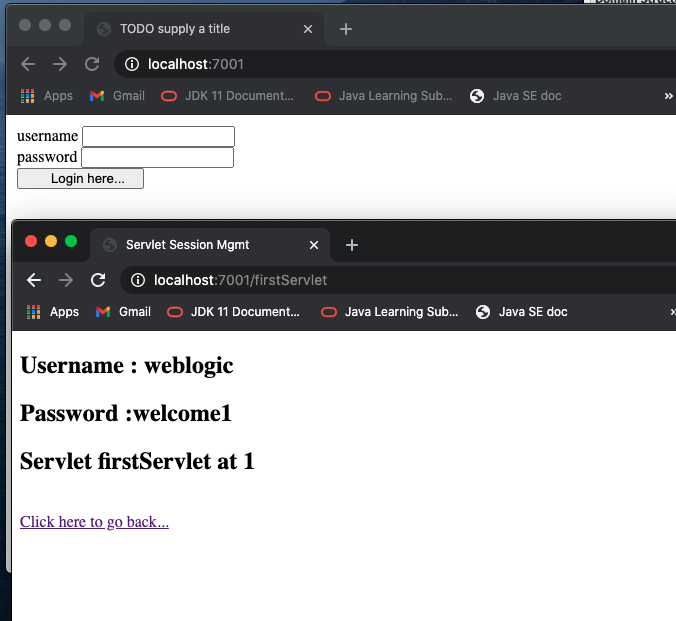 TODO supply a title
localhost:7001
Apps Gmail JDK 11 Document... Java Learning Sub... Java SE doc »
username
password
Login here...
Servlet Session Mgmt
localhost:7001/firstServlet
Apps Gmail JDK 11 Document... Java Learning Sub... Java SE doc »
Username : weblogic
Password :welcome1
Servlet firstServlet at 1
Click here to go back...